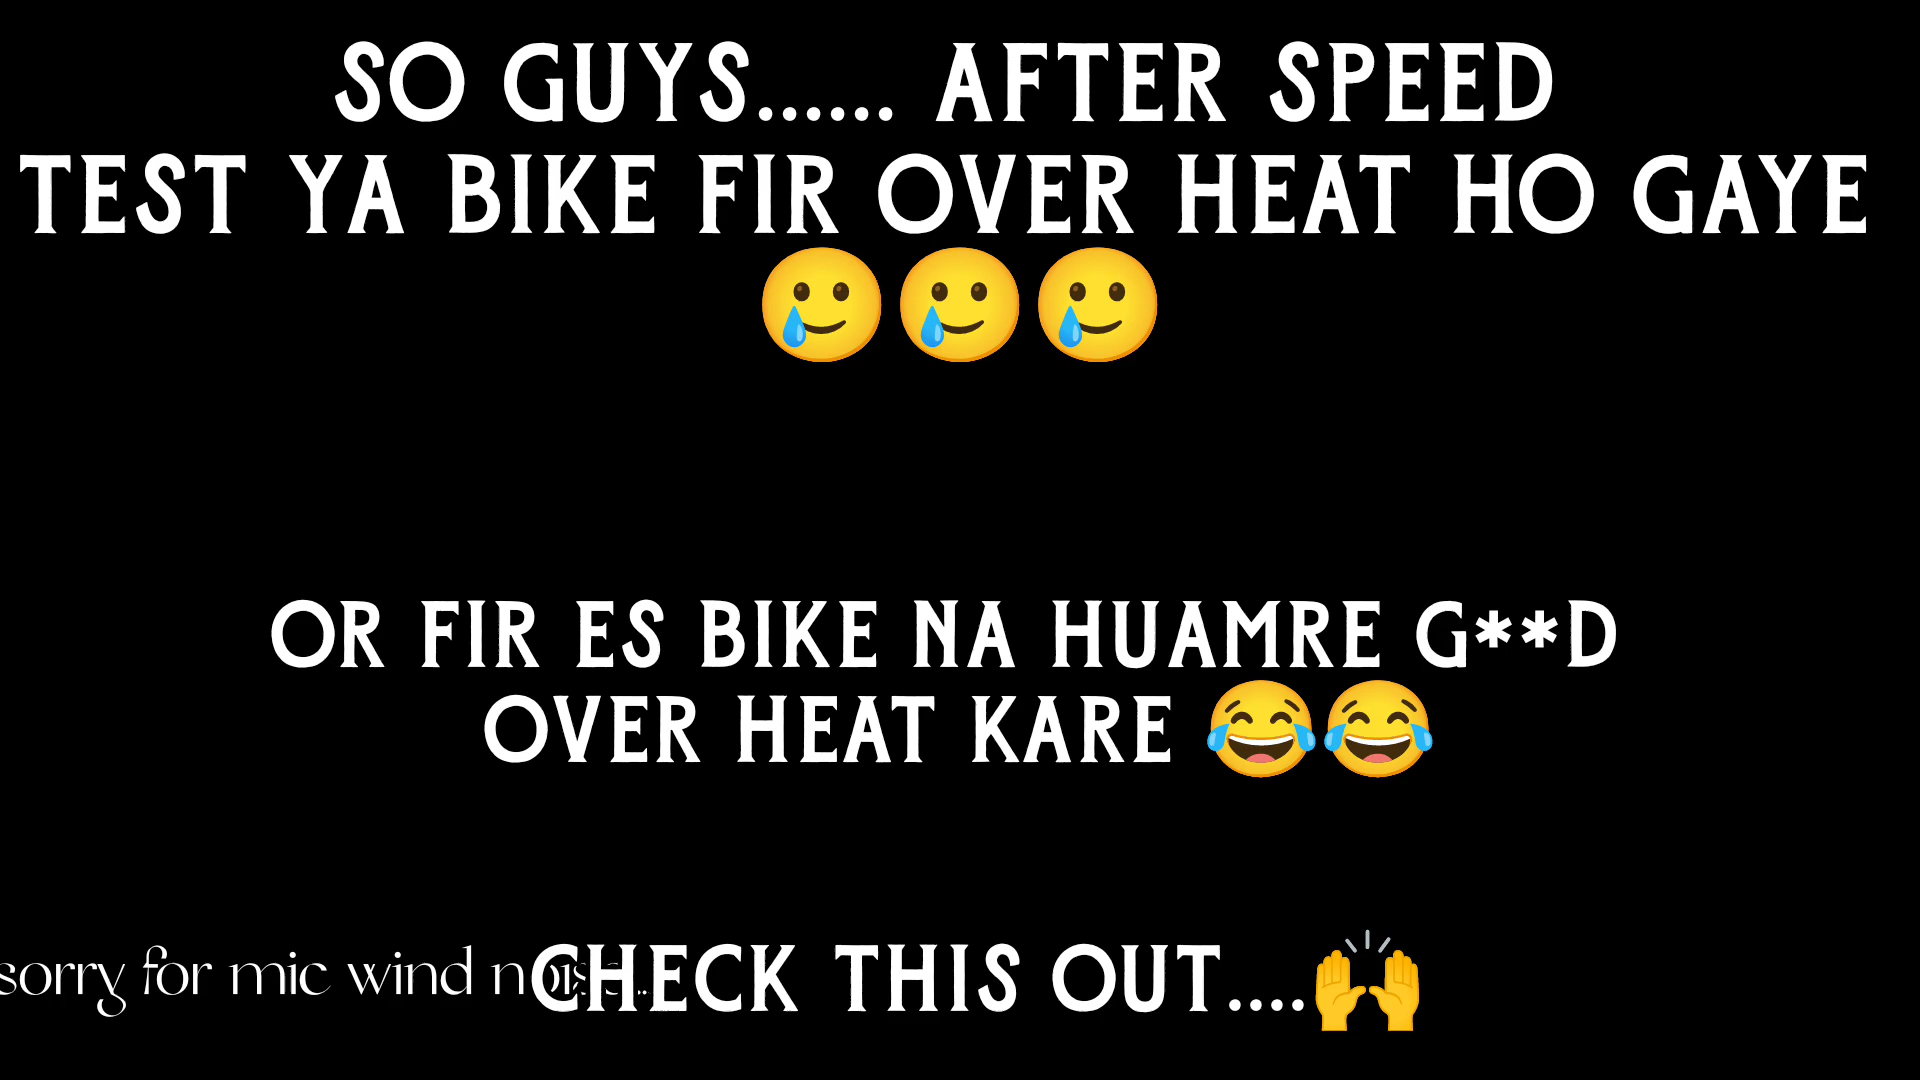 SO GUYS...... AFTER SPEED
TEST YA BIKE FIR OVER HEAT HO GAYE
🥲🥲🥲
OR FIR ES BIKE NA HUAMRE G**D
OVER HEAT KARE 😂😂
sorry for mic wind noise..
CHECK THIS OUT....🙌